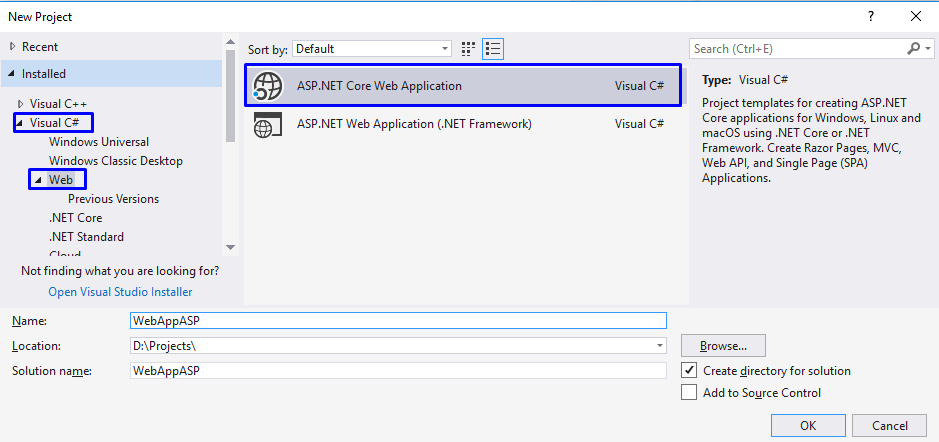 New Project
?
Recent
Installed
Visual C++
Visual C#
Windows Universal
Windows Classic Desktop
Web
Previous Versions
.NET Core
.NET Standard
Cloud
Not finding what you are looking for?
Open Visual Studio Installer
Sort by: Default
ASP.NET Core Web Application Visual C#
ASP.NET Web Application (.NET Framework) Visual C#
Search (Ctrl+E)
Type: Visual C#
Project templates for creating ASP.NET
Core applications for Windows, Linux and
macOS using .NET Core or .NET
Framework. Create Razor Pages, MVC,
Web API, and Single Page (SPA)
Applications.
Name: WebAppASP
Location: D:\Projects\
Browse...
Solution name: WebAppASP
Create directory for solution
Add to Source Control
OK
Cancel